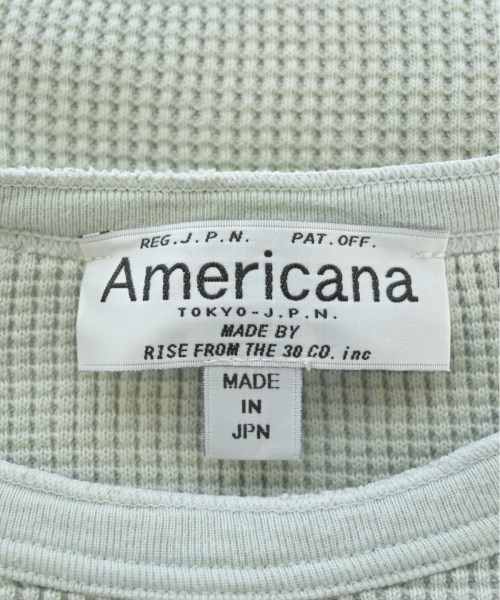 REG.J.P.N. PAT.OFF.
Americana
TOKYO-J.P.N.
MADE BY
RISE FROM THE 30 CO. inc
MADE
IN
JPN